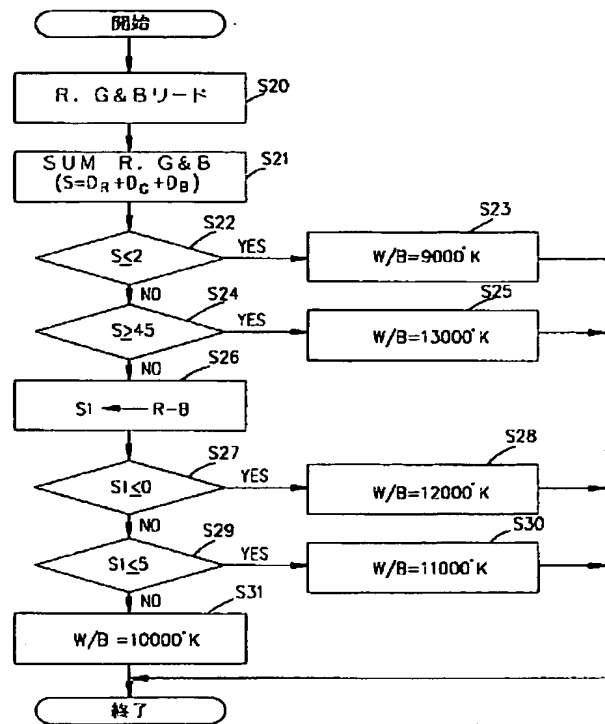 開始
R. G&Bリード
S20
SUM R. G&B
(S=DR+DG+DB)
S21
S≤2
S22
YES
W/B=9000°K
S23
NO
S≥45
S24
YES
W/B=13000°K
S25
NO
S1 ← R-B
S26
S1≤0
S27
YES
W/B=12000°K
S28
NO
S1≤5
S29
YES
W/B=11000°K
S30
NO
W/B=10000°K
S31
終了